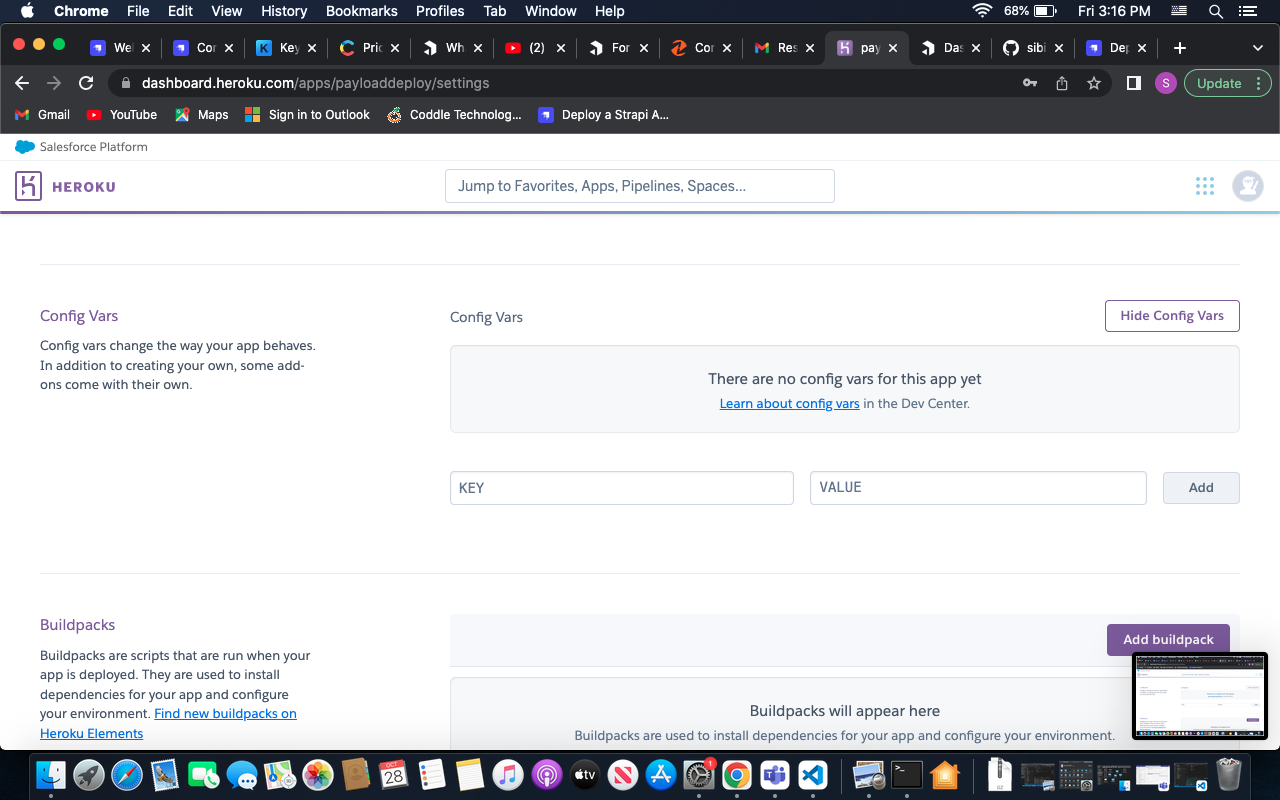 Chrome File Edit View History Bookmarks Profiles Tab Window Help 68% Fri 3:16 PM
Wel Cor Key Pric Wh (2) For Cor Res pay Das sibi Dep
dashboard.heroku.com/apps/payloaddeploy/settings S Update
Gmail YouTube Maps Sign in to Outlook Coddle Technolog... Deploy a Strapi A...
Salesforce Platform
HEROKU Jump to Favorites, Apps, Pipelines, Spaces...
Config Vars
Config vars change the way your app behaves.
In addition to creating your own, some add-
ons come with their own.
Config Vars Hide Config Vars
There are no config vars for this app yet
Learn about config vars in the Dev Center.
KEY VALUE Add
Buildpacks
Buildpacks are scripts that are run when your
app is deployed. They are used to install
dependencies for your app and configure
your environment. Find new buildpacks on
Heroku Elements
Add buildpack
Buildpacks will appear here
Buildpacks are used to install dependencies for your app and configure your environment.
OCT
28
tv
1